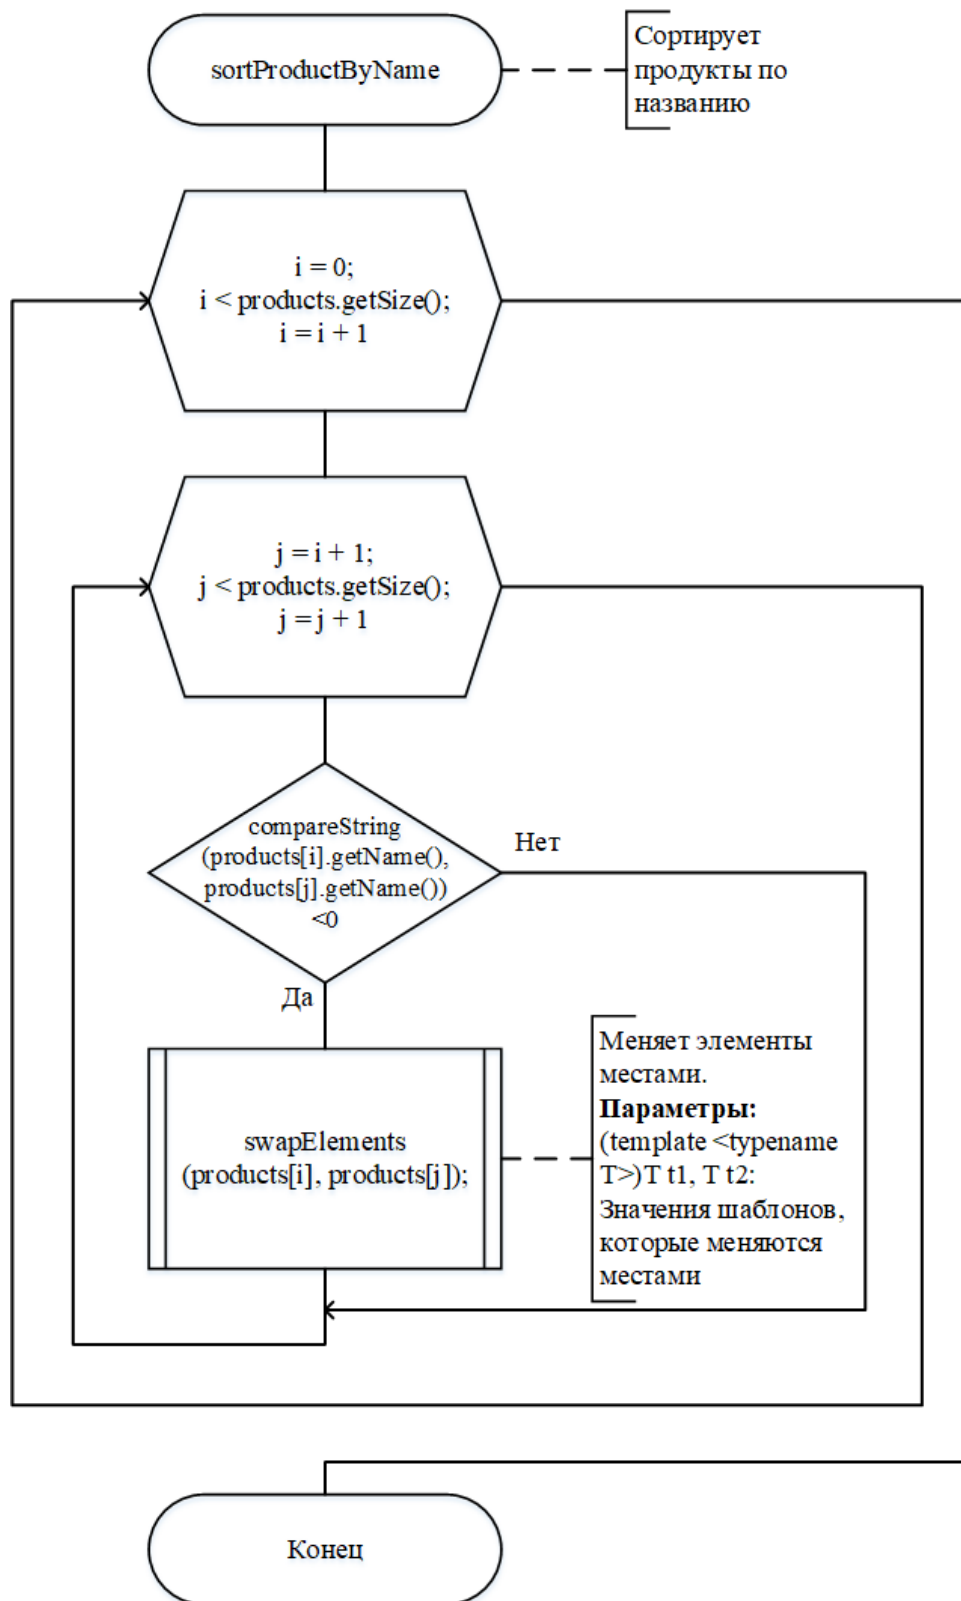 sortProductByName
Сортирует
продукты по
названию
i = 0;
i < products.getSize();
i = i + 1
j = i + 1;
j < products.getSize();
j = j + 1
compareString
(products[i].getName(),
products[j].getName())
<0
Нет
Да
swapElements
(products[i], products[j]);
Меняет элементы
местами.
Параметры:
(template <typename
T>)T t1, T t2:
Значения шаблонов,
которые меняются
местами
Конец